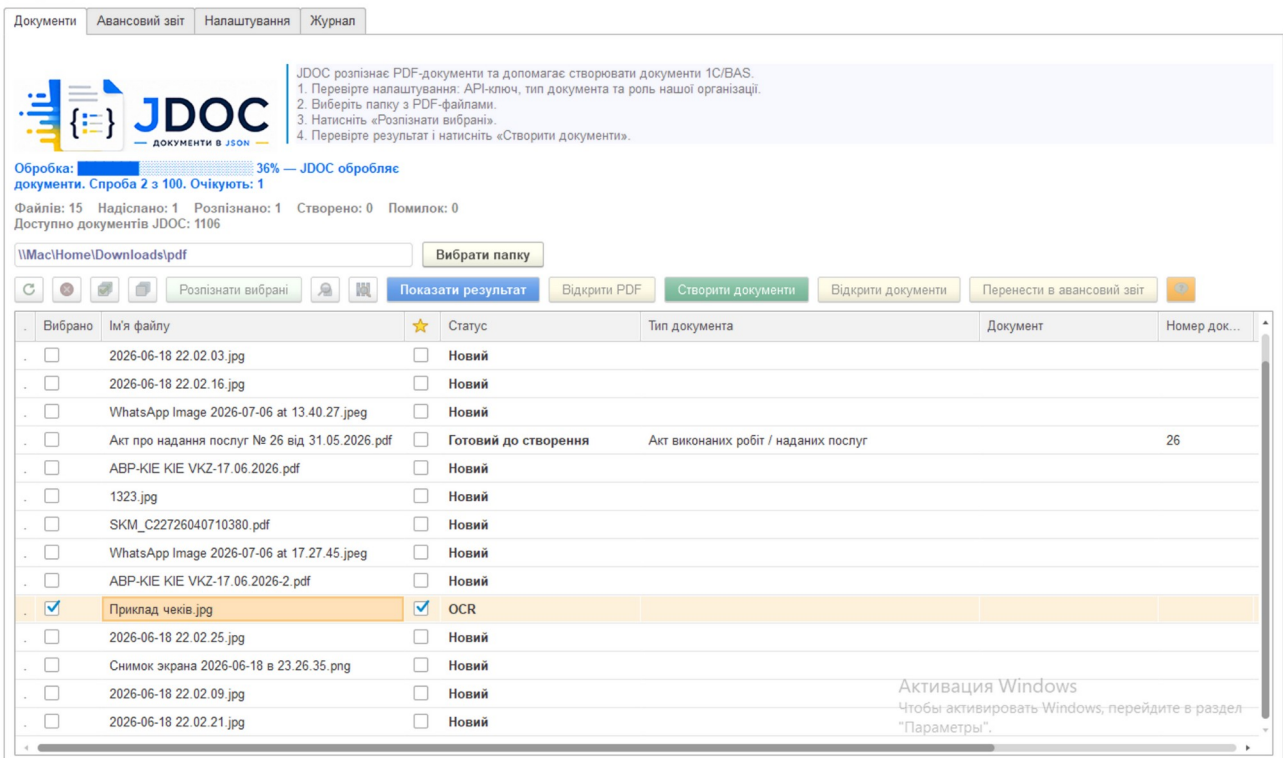 Документи Авансовий звіт Налаштування Журнал
JDOC
ДОКУМЕНТИ В JSON
JDOC розпізнає PDF-документи та допомагає створювати документи 1С/BAS.
1. Перевірте налаштування: API-ключ, тип документа та роль нашої організації.
2. Виберіть папку з PDF-файлами.
3. Натисніть «Розпізнати вибрані».
4. Перевірте результат і натисніть «Створити документи».
Обробка: 36% — JDOC обробляє
документи. Спроба 2 з 100. Очікують: 1
Файлів: 15 Надіслано: 1 Розпізнано: 1 Створено: 0 Помилок: 0
Доступно документів JDOC: 1106
\\Mac\Home\Downloads\pdf Вибрати папку
Розпізнати вибрані Показати результат Відкрити PDF Створити документи Відкрити документи Перенести в авансовий звіт
. Вибрано Ім'я файлу Статус Тип документа Документ Номер док...
. 2026-06-18 22.02.03.jpg Новий
. 2026-06-18 22.02.16.jpg Новий
. WhatsApp Image 2026-07-06 at 13.40.27.jpeg Новий
. Акт про надання послуг № 26 від 31.05.2026.pdf Готовий до створення Акт виконаних робіт / наданих послуг 26
. ABP-KIE KIE VKZ-17.06.2026.pdf Новий
. 1323.jpg Новий
. SKM_C22726040710380.pdf Новий
. WhatsApp Image 2026-07-06 at 17.27.45.jpeg Новий
. ABP-KIE KIE VKZ-17.06.2026-2.pdf Новий
. Приклад чеків.jpg OCR
. 2026-06-18 22.02.25.jpg Новий
. Снимок экрана 2026-06-18 в 23.26.35.png Новий
. 2026-06-18 22.02.09.jpg Новий
. 2026-06-18 22.02.21.jpg Новий
Активация Windows
Чтобы активировать Windows, перейдите в раздел
"Параметры".